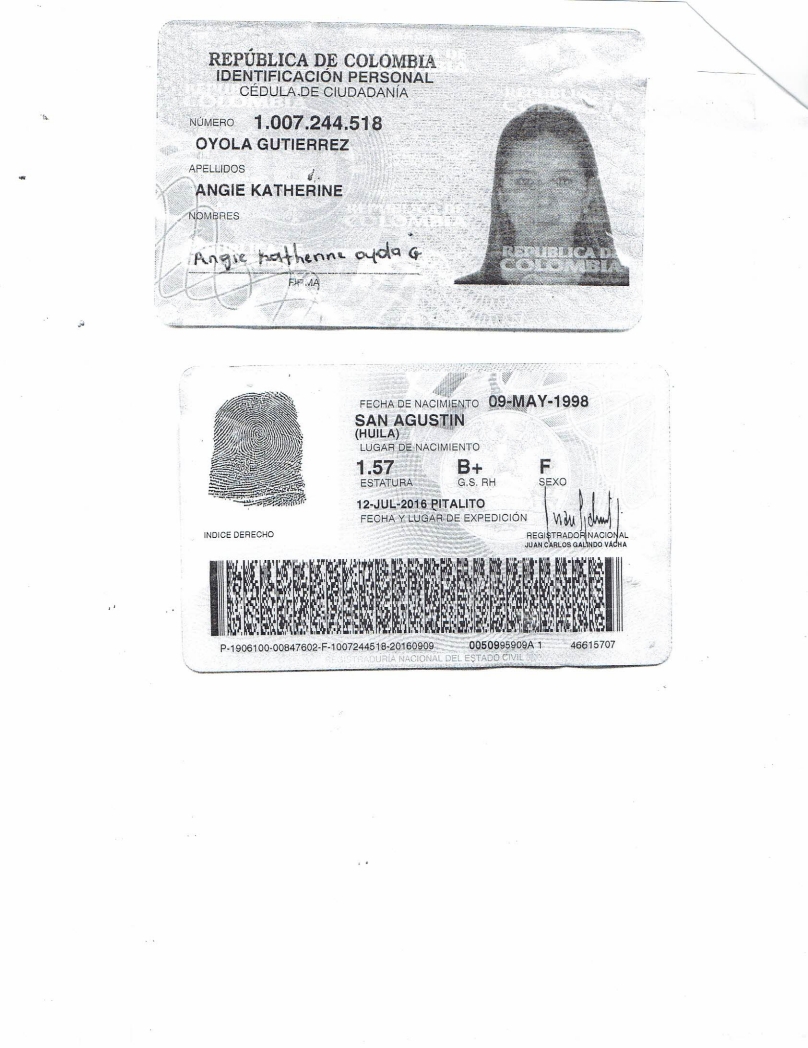 REPÚBLICA DE COLOMBIA
IDENTIFICACIÓN PERSONAL
CÉDULA DE CIUDADANÍA
NÚMERO 1.007.244.518
OYOLA GUTIERREZ
APELLIDOS
ANGIE KATHERINE
NOMBRES
Angie Katherine oyola G
REPUBLICA DE
COLOMBIA
FECHA DE NACIMIENTO 09-MAY-1998
SAN AGUSTIN
(HUILA)
LUGAR DE NACIMIENTO
1.57 B+ F
ESTATURA G.S. RH SEXO
12-JUL-2016 PITALITO
FECHA Y LUGAR DE EXPEDICIÓN
INDICE DERECHO
REGISTRADOR NACIONAL
JUAN CARLOS GALINDO VACHA
P-1906100-00847602-F-1007244518-20160909 0050995909A 1 46615707
REGISTRADURIA NACIONAL DEL ESTADO CIVIL